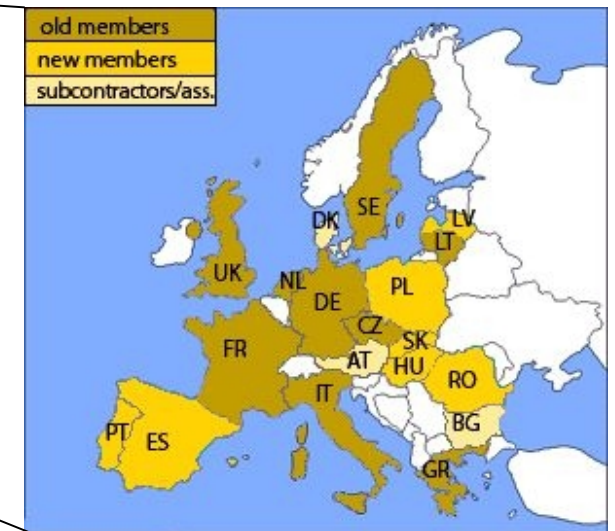 old members
new members
subcontractors/ass.
SE
DK
LV
LT
UK
NL
DE
PL
CZ
FR
SK
AT
HU
IT
RO
PT
ES
BG
GR